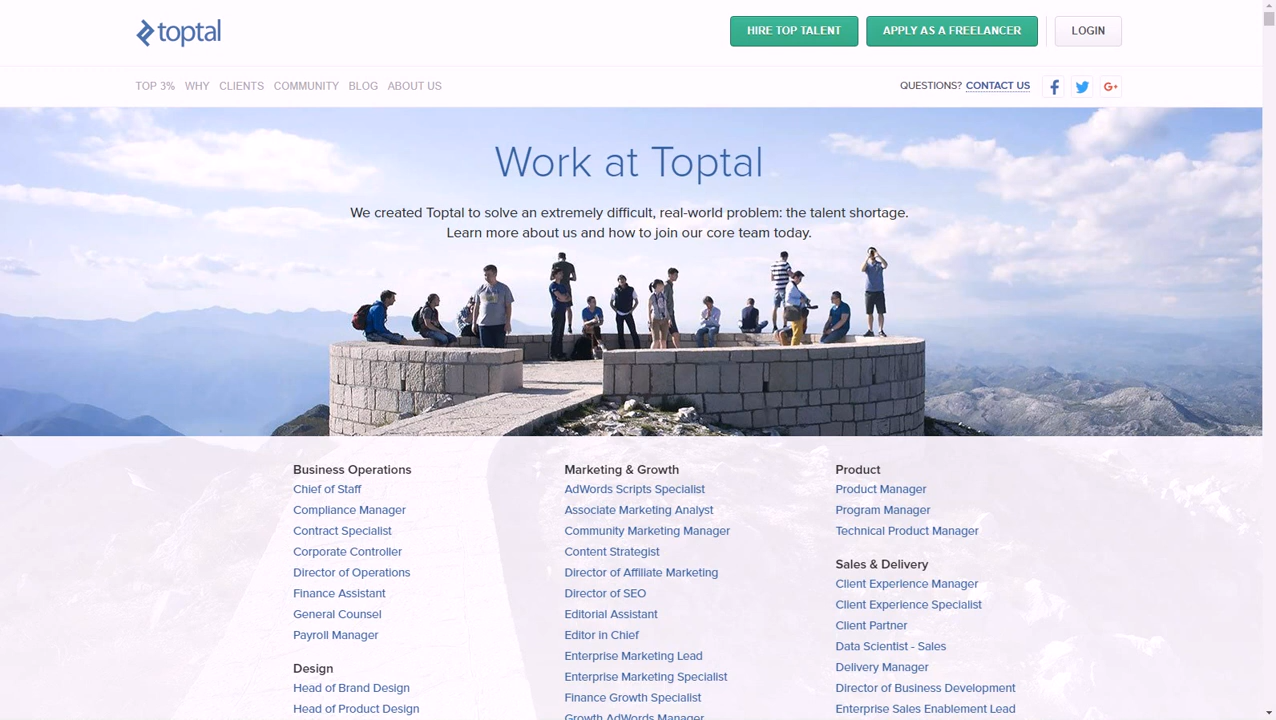 toptal
HIRE TOP TALENT
APPLY AS A FREELANCER
LOGIN
TOP 3% WHY CLIENTS COMMUNITY BLOG ABOUT US
QUESTIONS? CONTACT US
Work at Toptal
We created Toptal to solve an extremely difficult, real-world problem: the talent shortage.
Learn more about us and how to join our core team today.
Business Operations
Chief of Staff
Compliance Manager
Contract Specialist
Corporate Controller
Director of Operations
Finance Assistant
General Counsel
Payroll Manager
Design
Head of Brand Design
Head of Product Design
Marketing & Growth
AdWords Scripts Specialist
Associate Marketing Analyst
Community Marketing Manager
Content Strategist
Director of Affiliate Marketing
Director of SEO
Editorial Assistant
Editor in Chief
Enterprise Marketing Lead
Enterprise Marketing Specialist
Finance Growth Specialist
Growth AdWords Manager
Product
Product Manager
Program Manager
Technical Product Manager
Sales & Delivery
Client Experience Manager
Client Experience Specialist
Client Partner
Data Scientist - Sales
Delivery Manager
Director of Business Development
Enterprise Sales Enablement Lead